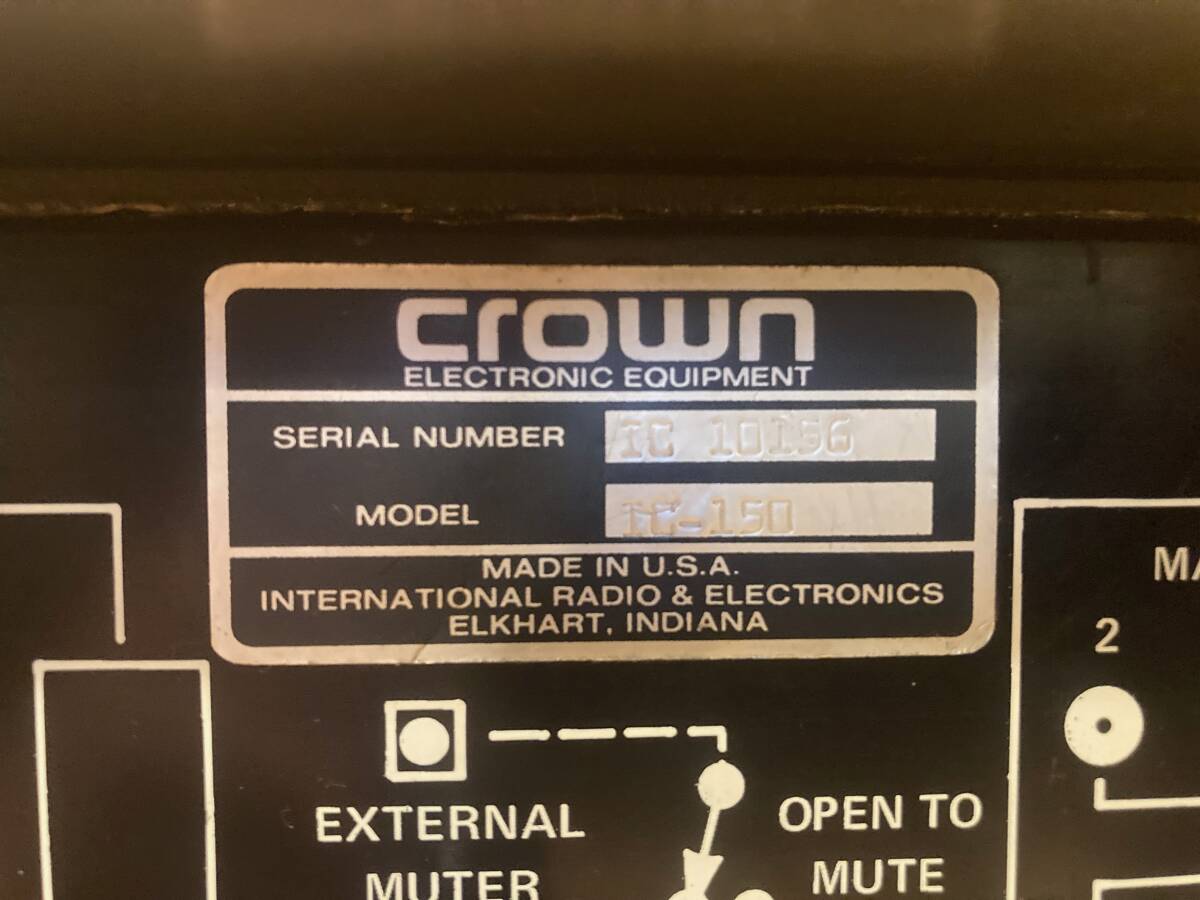 crown
ELECTRONIC EQUIPMENT
SERIAL NUMBER IC 10156
MODEL IC-150
MADE IN U.S.A.
INTERNATIONAL RADIO & ELECTRONICS
ELKHART, INDIANA
MA
2
EXTERNAL
MUTER
OPEN TO
MUTE